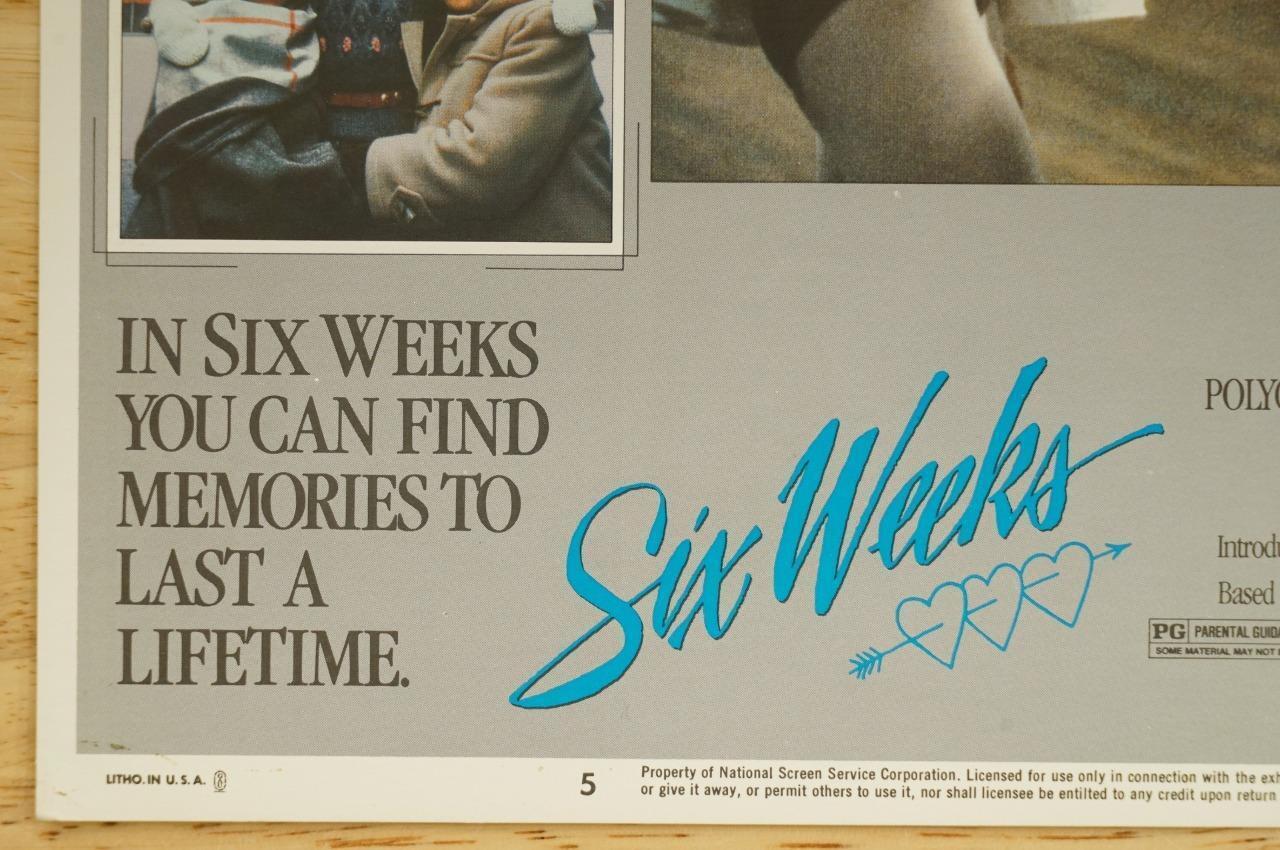 IN SIX WEEKS
YOU CAN FIND
MEMORIES TO
LAST A
LIFETIME.
Six Weeks
POLYG
Introdu
Based
PG PARENTAL GUIDA
SOME MATERIAL MAY NOT
LITHO. IN U. S. A.
5
Property of National Screen Service Corporation. Licensed for use only in connection with the exh
or give it away, or permit others to use it, nor shall licensee be entilted to any credit upon return